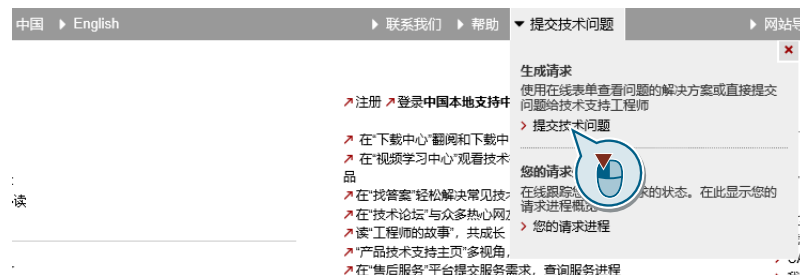 中国 English 联系我们 帮助 提交技术问题 网站导
生成请求
使用在线表单查看问题的解决方案或直接提交
问题给技术支持工程师
提交技术问题
您的请求
在线跟踪 的状态。在此显示您的
请求进程概览
您的请求进程
注册 登录中国本地支持中
在“下载中心”翻阅和下载中
在“视频学习中心”观看技术
品
在“找答案”轻松解决常见技
在“技术论坛”与众多热心网友
读“工程师的故事”，共成长
“产品技术支持主页”多视角，
在“售后服务”平台提交服务需求，查询服务进程
读